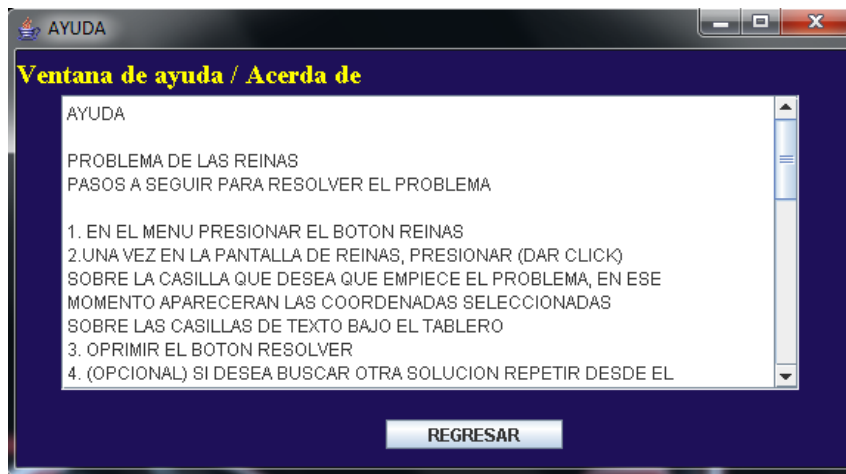 AYUDA
Ventana de ayuda / Acerda de
AYUDA
PROBLEMA DE LAS REINAS
PASOS A SEGUIR PARA RESOLVER EL PROBLEMA
1. EN EL MENU PRESIONAR EL BOTON REINAS
2.UNA VEZ EN LA PANTALLA DE REINAS, PRESIONAR (DAR CLICK)
SOBRE LA CASILLA QUE DESEA QUE EMPIECE EL PROBLEMA, EN ESE
MOMENTO APARECERAN LAS COORDENADAS SELECCIONADAS
SOBRE LAS CASILLAS DE TEXTO BAJO EL TABLERO
3. OPRIMIR EL BOTON RESOLVER
4. (OPCIONAL) SI DESEA BUSCAR OTRA SOLUCION REPETIR DESDE EL
REGRESAR